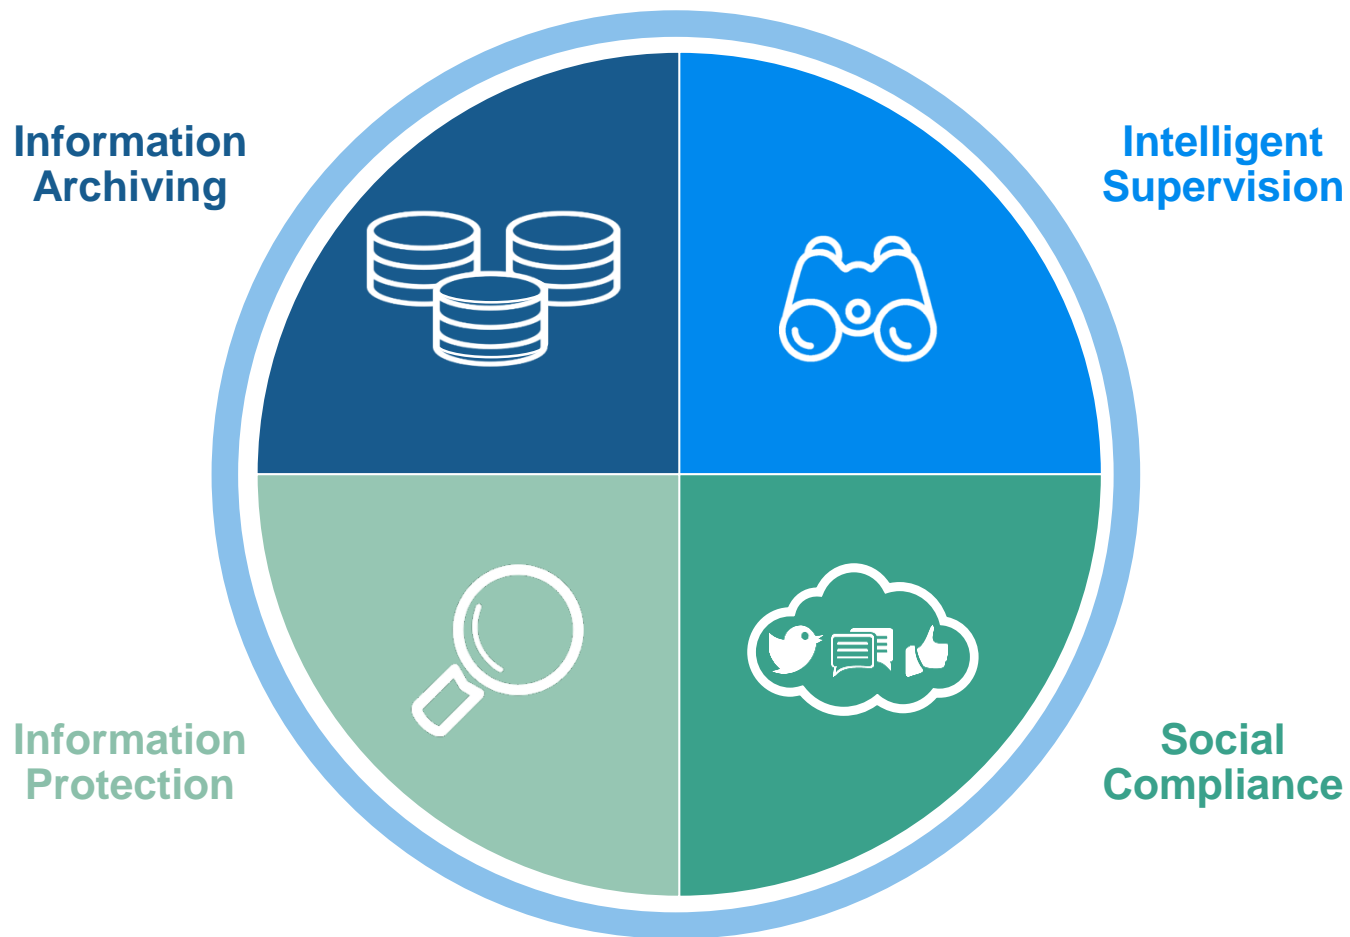 Information
Archiving
Intelligent
Supervision
Information
Protection
Social
Compliance